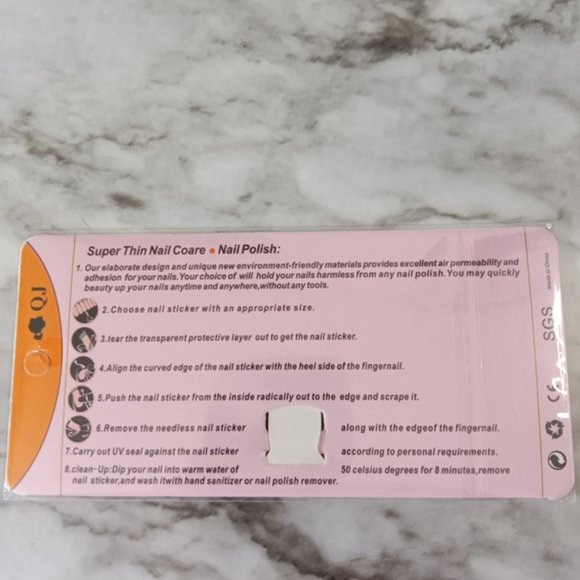 Super Thin Nail Coare • Nail Polish:
1. Our elaborate design and unique new environment-friendly materials provides excellent air permeability and
adhesion for your nails.Your choice of will hold your nails harmless from any nail polish.You may quickly
beauty up your nails anytime and anywhere,without any tools.
2.Choose nail sticker with an appropriate size.
3.tear the transparent protective layer out to get the nail sticker.
4.Align the curved edge of the nail sticker with the heel side of the fingernail.
5.Push the nail sticker from the inside radically out to the edge and scrape it.
6.Remove the needless nail sticker along with the edgeof the fingernail.
7.Carry out UV seal against the nail sticker according to personal requirements.
8.clean-Up:Dip your nail into warm water of 50 celsius degrees for 8 minutes,remove
nail sticker,and wash itwith hand sanitizer or nail polish remover.
QJ
Made in China
SGS
CE